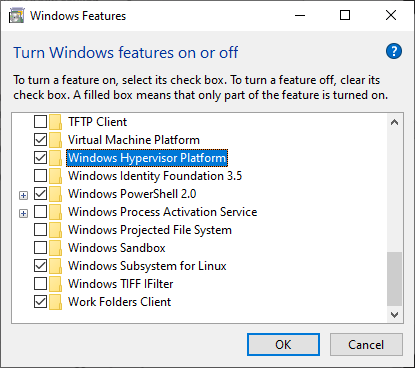 Windows Features
Turn Windows features on or off
?
To turn a feature on, select its check box. To turn a feature off, clear its
check box. A filled box means that only part of the feature is turned on.
TFTP Client
Virtual Machine Platform
Windows Hypervisor Platform
Windows Identity Foundation 3.5
Windows PowerShell 2.0
Windows Process Activation Service
Windows Projected File System
Windows Sandbox
Windows Subsystem for Linux
Windows TIFF IFilter
Work Folders Client
OK
Cancel